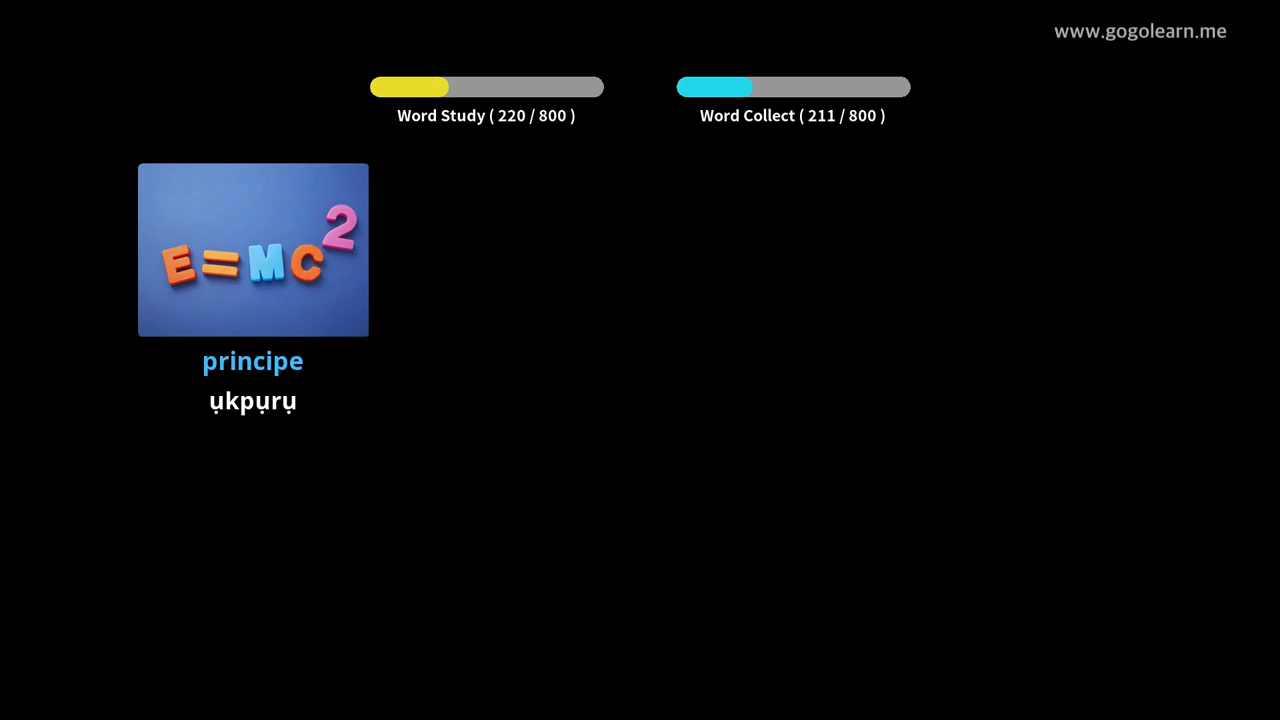 www.gogolearn.me
Word Study ( 220 / 800 )
Word Collect ( 211 / 800 )
E=MC²
principe
ụkpụrụ